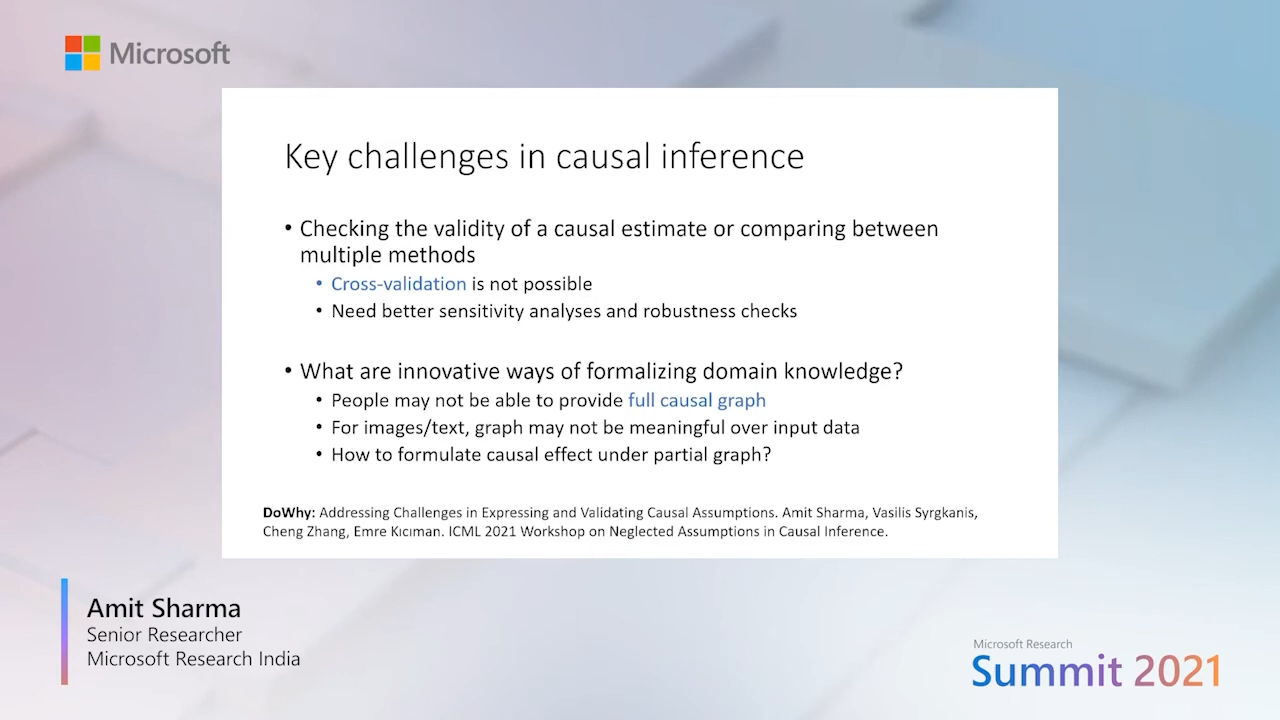 Microsoft
Key challenges in causal inference
• Checking the validity of a causal estimate or comparing between
multiple methods
• Cross-validation is not possible
• Need better sensitivity analyses and robustness checks
• What are innovative ways of formalizing domain knowledge?
• People may not be able to provide full causal graph
• For images/text, graph may not be meaningful over input data
• How to formulate causal effect under partial graph?
DoWhy: Addressing Challenges in Expressing and Validating Causal Assumptions. Amit Sharma, Vasilis Syrgkanis,
Cheng Zhang, Emre Kıcıman. ICML 2021 Workshop on Neglected Assumptions in Causal Inference.
Amit Sharma
Senior Researcher
Microsoft Research India
Microsoft Research
Summit 2021